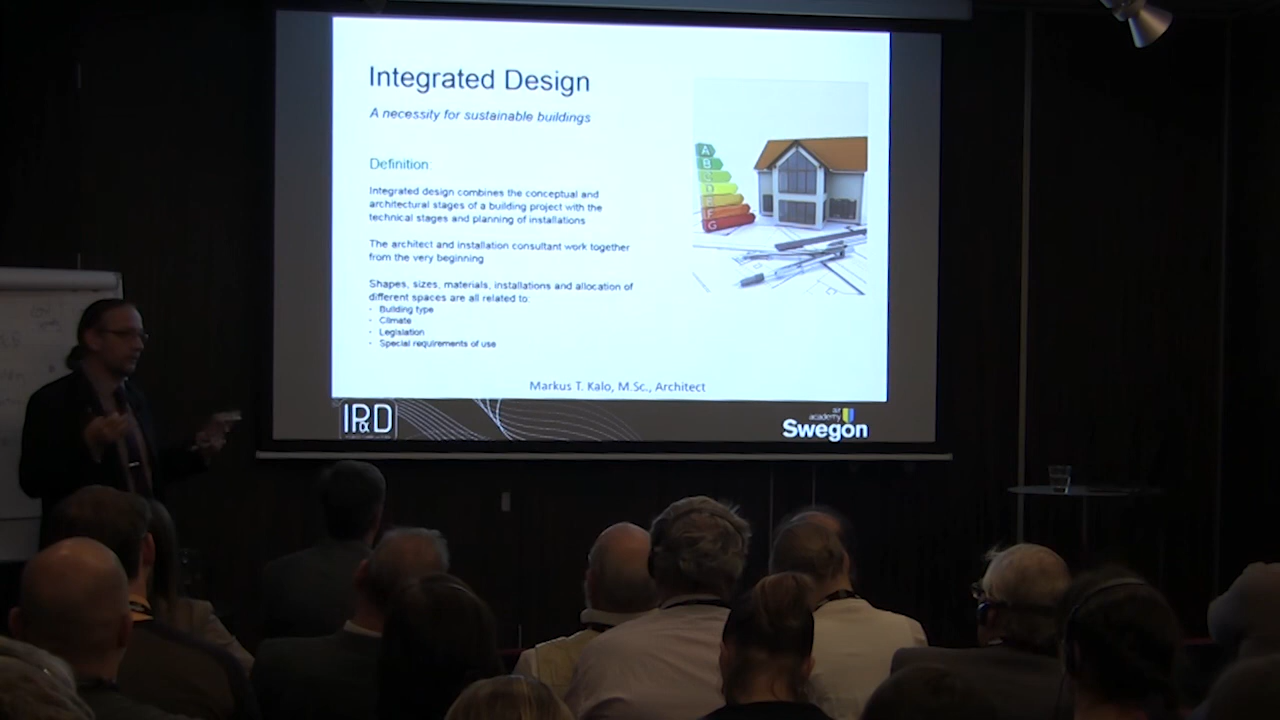 Integrated Design
A necessity for sustainable buildings
Definition
Integrated design combines the conceptual and
architectural stages of a building project with the
technical stages and planning of installations
The architect and installation consultant work together
from the very beginning
Shapes, sizes, materials, installations and allocation of
different spaces are all related to:
- Building type
- Climate
- Legislation
- Special requirements of use
A
B
C
D
E
F
G
Markus T. Kalo, M.Sc., Architect
IP&D
air
academy
Swegon